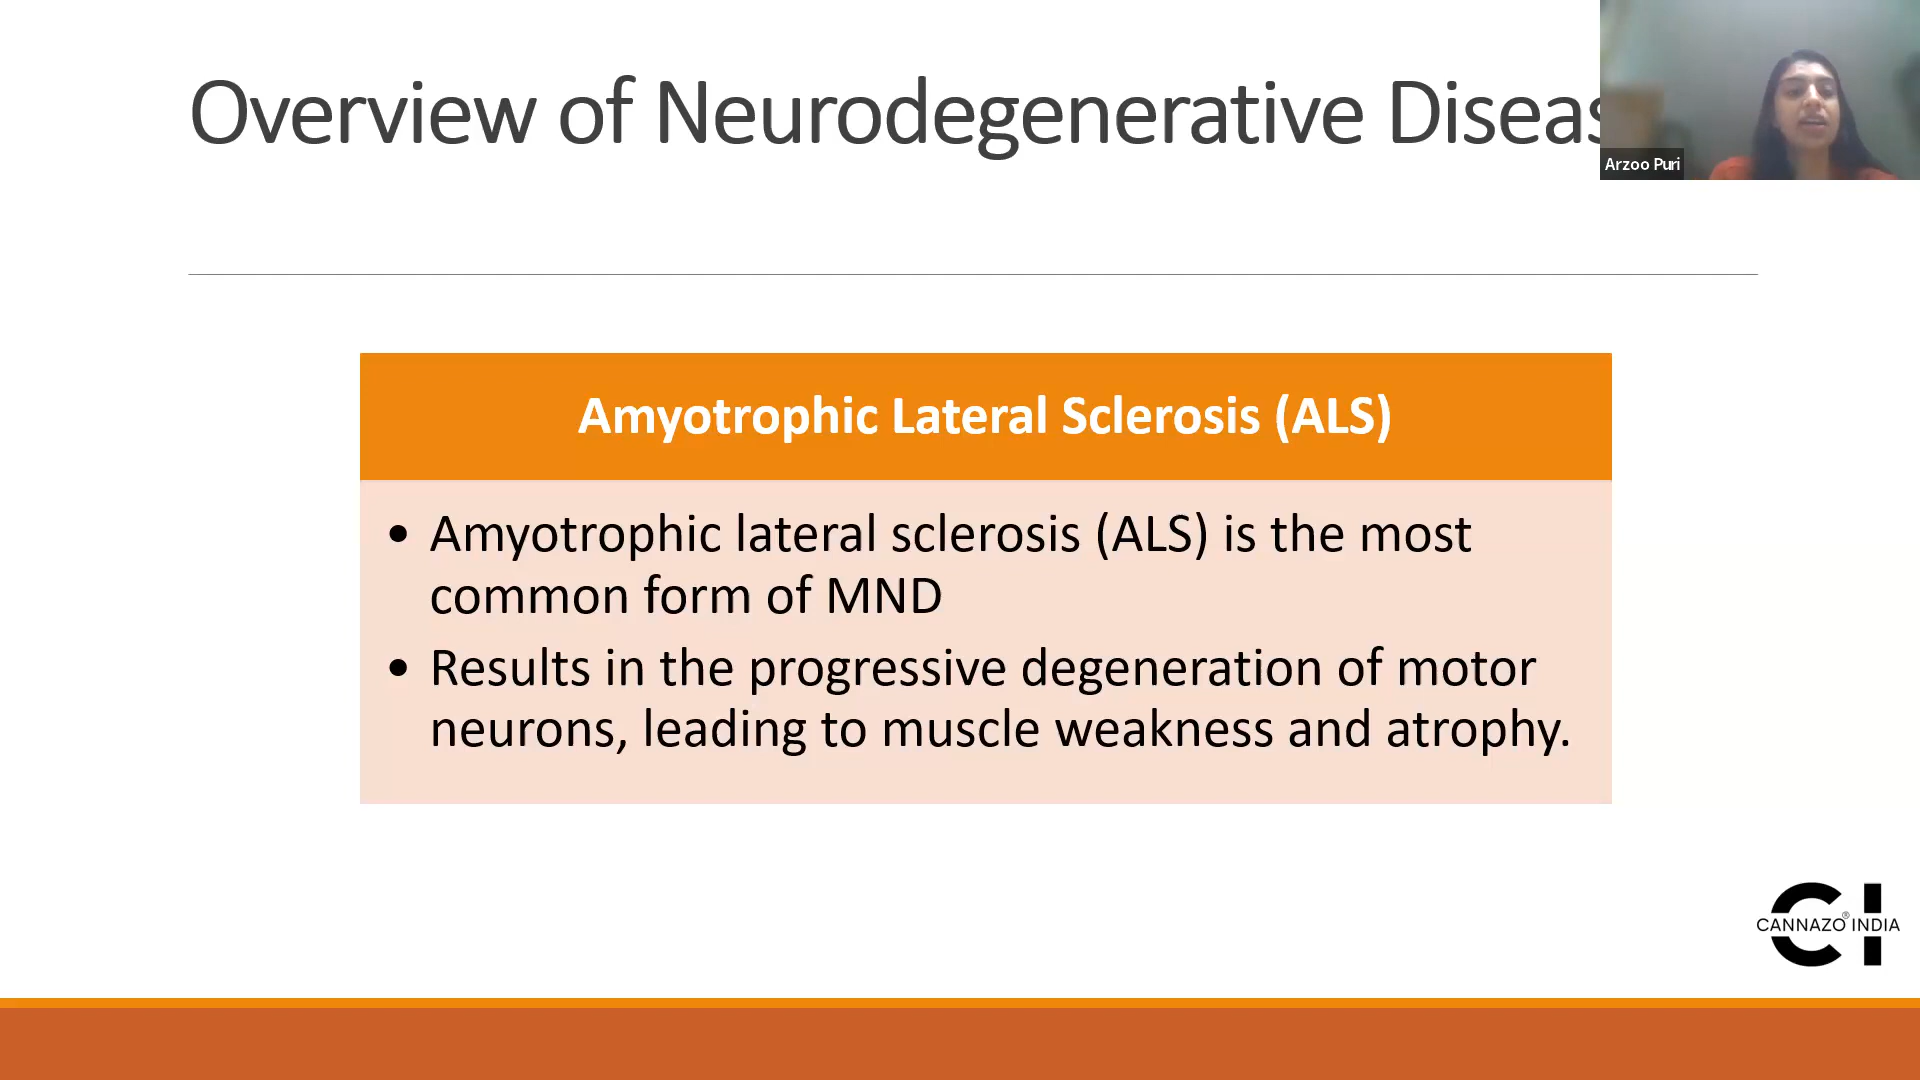 Overview of Neurodegenerative
Arzoo Puri
Amyotrophic Lateral Sclerosis (ALS)
• Amyotrophic lateral sclerosis (ALS) is the most
common form of MND
• Results in the progressive degeneration of motor
neurons, leading to muscle weakness and atrophy.
CI
CANNAZO® INDIA